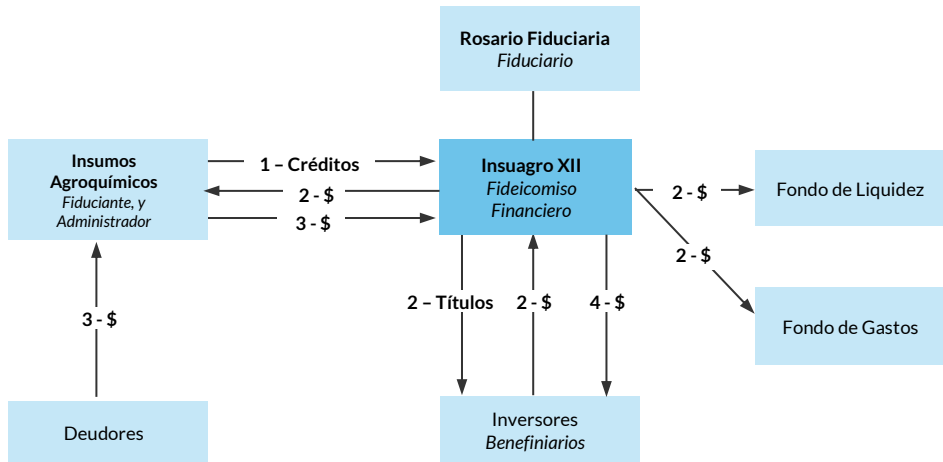 Rosario Fiduciaria
Fiduciario
Insumos
Agroquímicos
Fiduciante, y
Administrador
1 – Créditos
2 - $
3 - $
Insuagro XII
Fideicomiso
Financiero
2 - $
Fondo de Liquidez
2 - $
3 - $
2 – Títulos
2 - $
4 - $
Fondo de Gastos
Deudores
Inversores
Benefiniarios